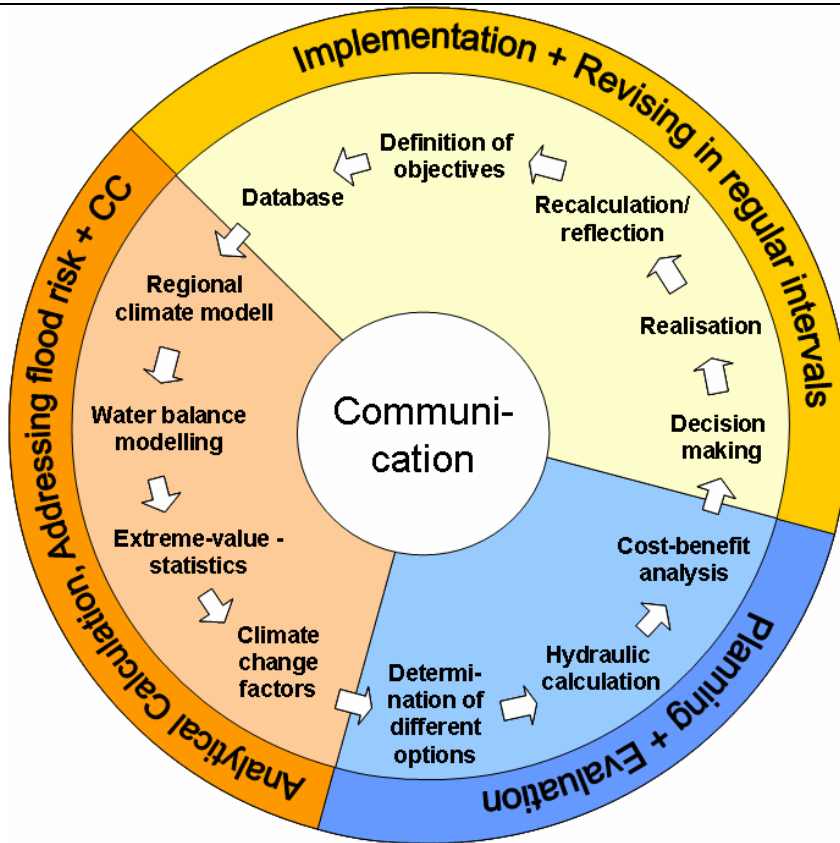 Implementation + Revising in regular intervals
Definition of
objectives
Database
Recalculation/
reflection
Regional
climate modell
Realisation
Water balance
modelling
Communi-
cation
Decision
making
Extreme-value -
statistics
Cost-benefit
analysis
Climate
change
factors
Determi-
nation of
different
options
Hydraulic
calculation
Analytical Calculation, Addressing flood risk + CC
Planning + Evaluation